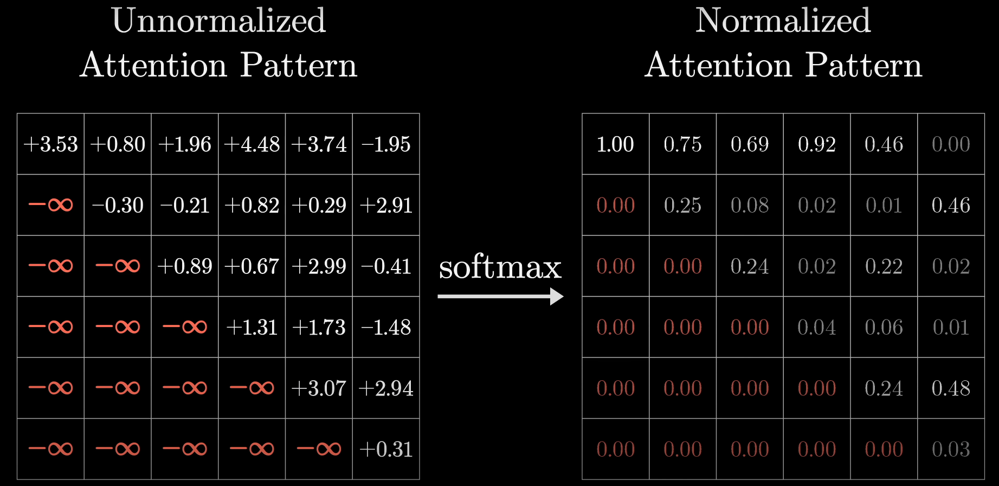 Unnormalized
Attention Pattern
Normalized
Attention Pattern
+3.53 +0.80 +1.96 +4.48 +3.74 −1.95
−∞ −0.30 −0.21 +0.82 +0.29 +2.91
−∞ −∞ +0.89 +0.67 +2.99 −0.41
−∞ −∞ −∞ +1.31 +1.73 −1.48
−∞ −∞ −∞ −∞ +3.07 +2.94
−∞ −∞ −∞ −∞ −∞ +0.31
softmax
1.00 0.75 0.69 0.92 0.46 0.00
0.00 0.25 0.08 0.02 0.01 0.46
0.00 0.00 0.24 0.02 0.22 0.02
0.00 0.00 0.00 0.04 0.06 0.01
0.00 0.00 0.00 0.00 0.24 0.48
0.00 0.00 0.00 0.00 0.00 0.03